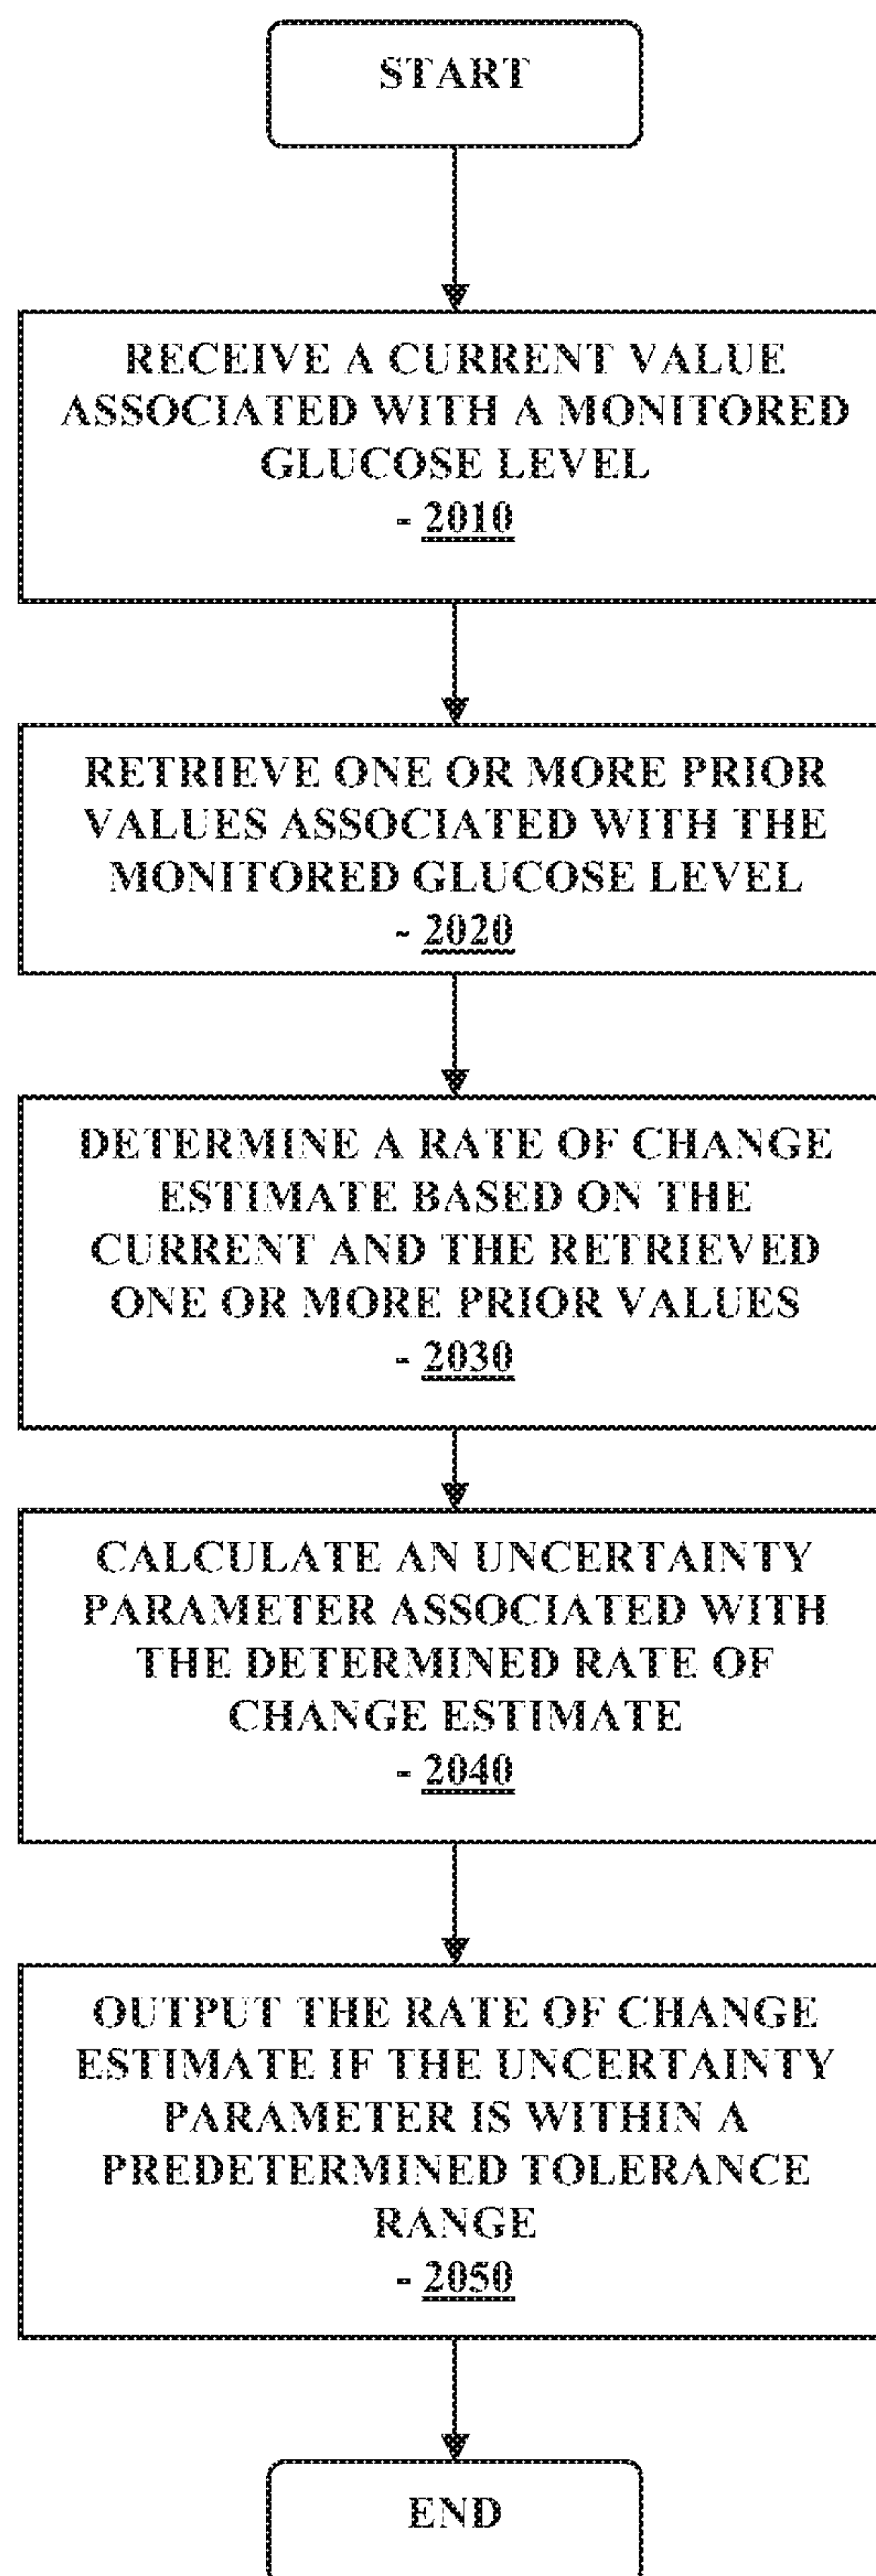 START
RECEIVE A CURRENT VALUE
ASSOCIATED WITH A MONITORED
GLUCOSE LEVEL
- 2010
RETRIEVE ONE OR MORE PRIOR
VALUES ASSOCIATED WITH THE
MONITORED GLUCOSE LEVEL
- 2020
DETERMINE A RATE OF CHANGE
ESTIMATE BASED ON THE
CURRENT AND THE RETRIEVED
ONE OR MORE PRIOR VALUES
- 2030
CALCULATE AN UNCERTAINTY
PARAMETER ASSOCIATED WITH
THE DETERMINED RATE OF
CHANGE ESTIMATE
- 2040
OUTPUT THE RATE OF CHANGE
ESTIMATE IF THE UNCERTAINTY
PARAMETER IS WITHIN A
PREDETERMINED TOLERANCE
RANGE
- 2050
END